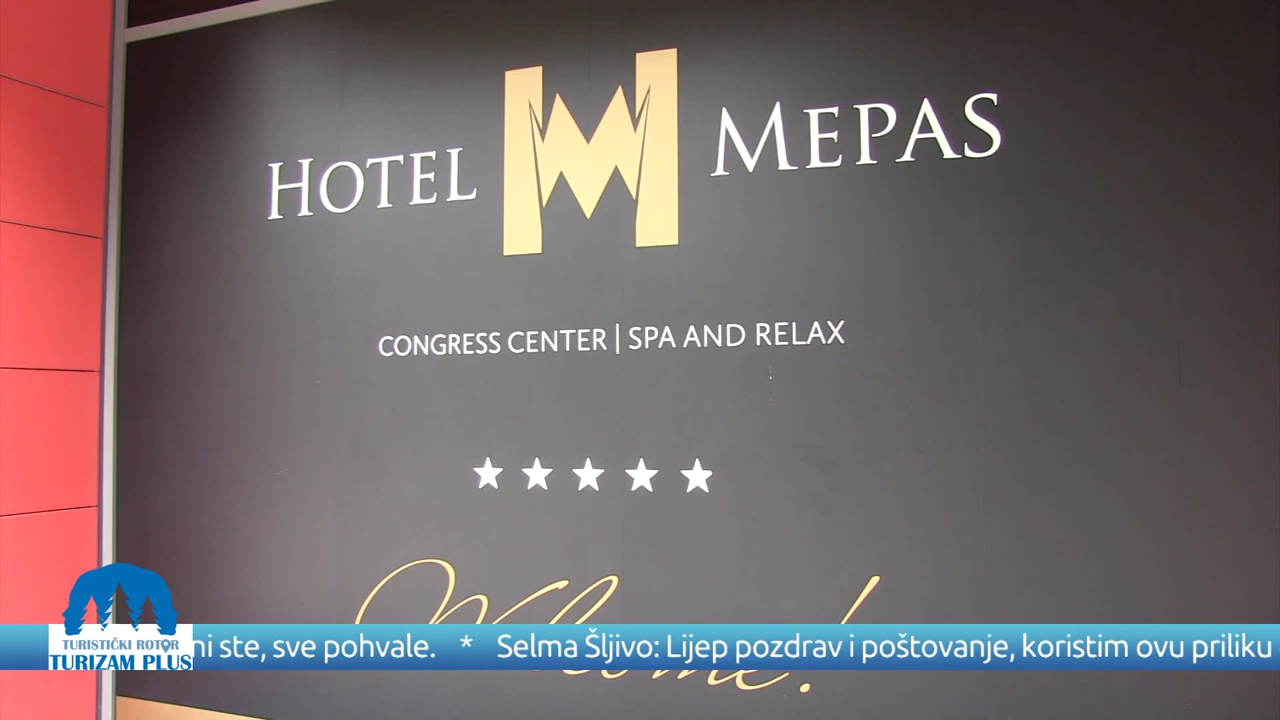 HOTEL MEPAS
CONGRESS CENTER | SPA AND RELAX
Welcome!
TURISTIČKI ROTOR
TURIZAM PLUS
ni ste, sve pohvale. * Selma Šljivo: Lijep pozdrav i poštovanje, koristim ovu priliku